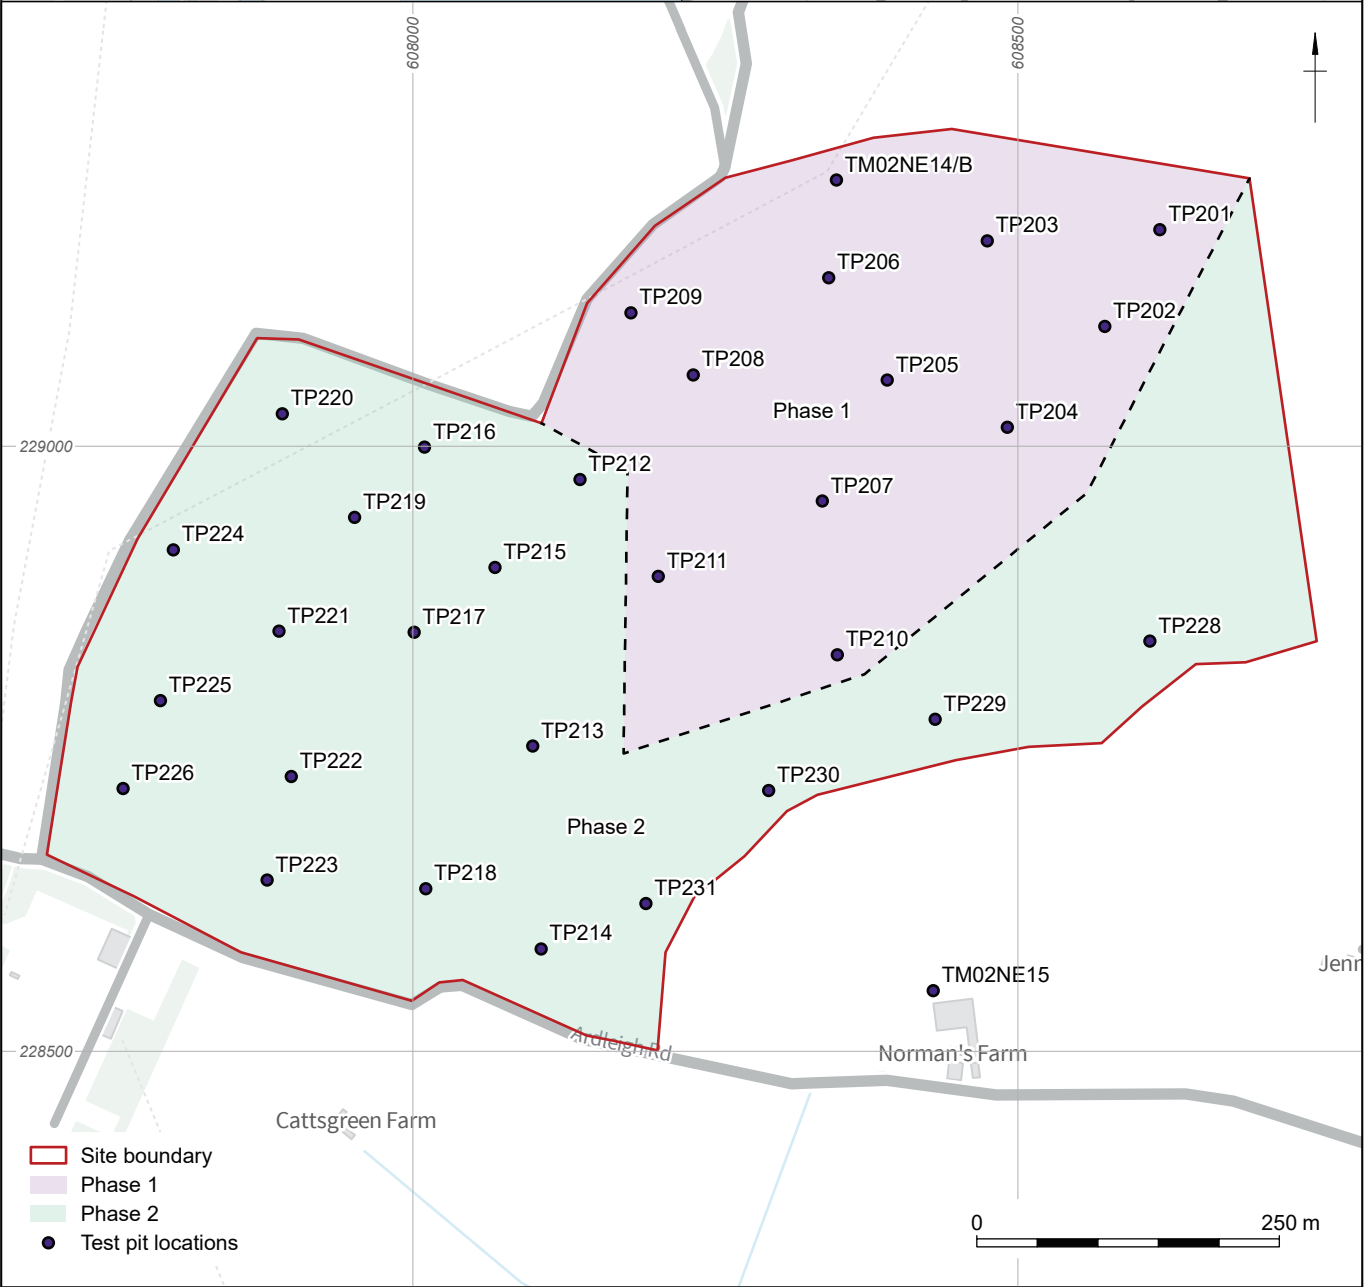 608000
608500
TM02NE14/B
TP201
TP203
TP206
TP209
TP202
TP208
TP205
Phase 1
TP220
TP204
TP216
229000
TP212
TP207
TP219
TP224
TP215
TP211
TP221
TP217
TP210
TP228
TP225
TP229
TP213
TP226
TP222
TP230
Phase 2
TP223
TP218
TP231
TP214
Jenn
TM02NE15
Ardleigh Rd
228500
Norman's Farm
Cattsgreen Farm
Site boundary
Phase 1
Phase 2
Test pit locations
0 250 m